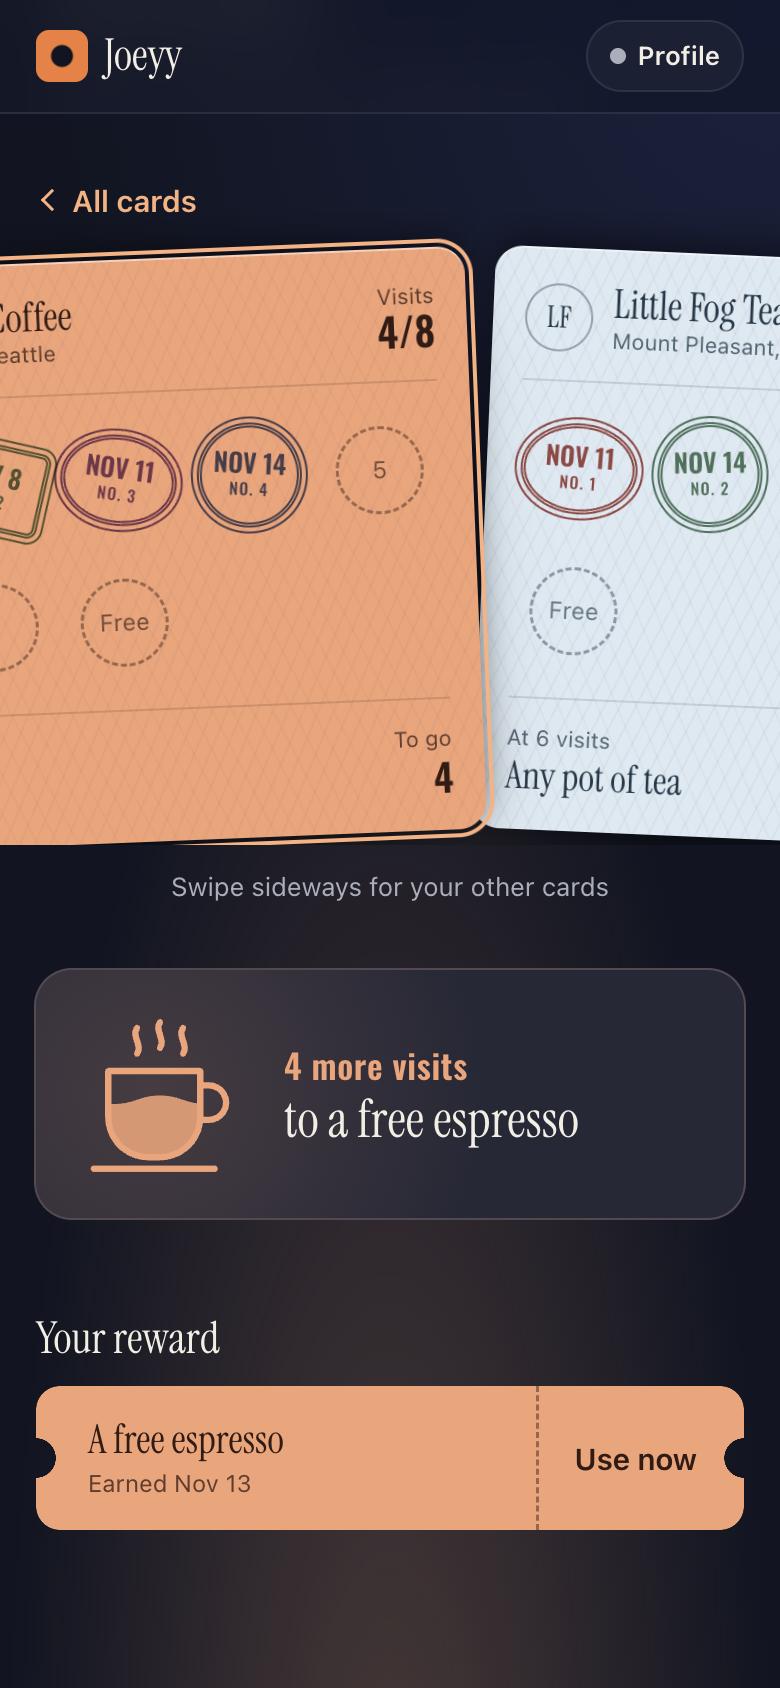 Joeyy
Profile
All cards
Coffee
Seattle
Visits
4/8
8
NOV 11
NO. 3
NOV 14
NO. 4
5
Free
To go
4
LF
Little Fog Tea
Mount Pleasant,
NOV 11
NO. 1
NOV 14
NO. 2
Free
At 6 visits
Any pot of tea
Swipe sideways for your other cards
4 more visits
to a free espresso
Your reward
A free espresso
Earned Nov 13
Use now